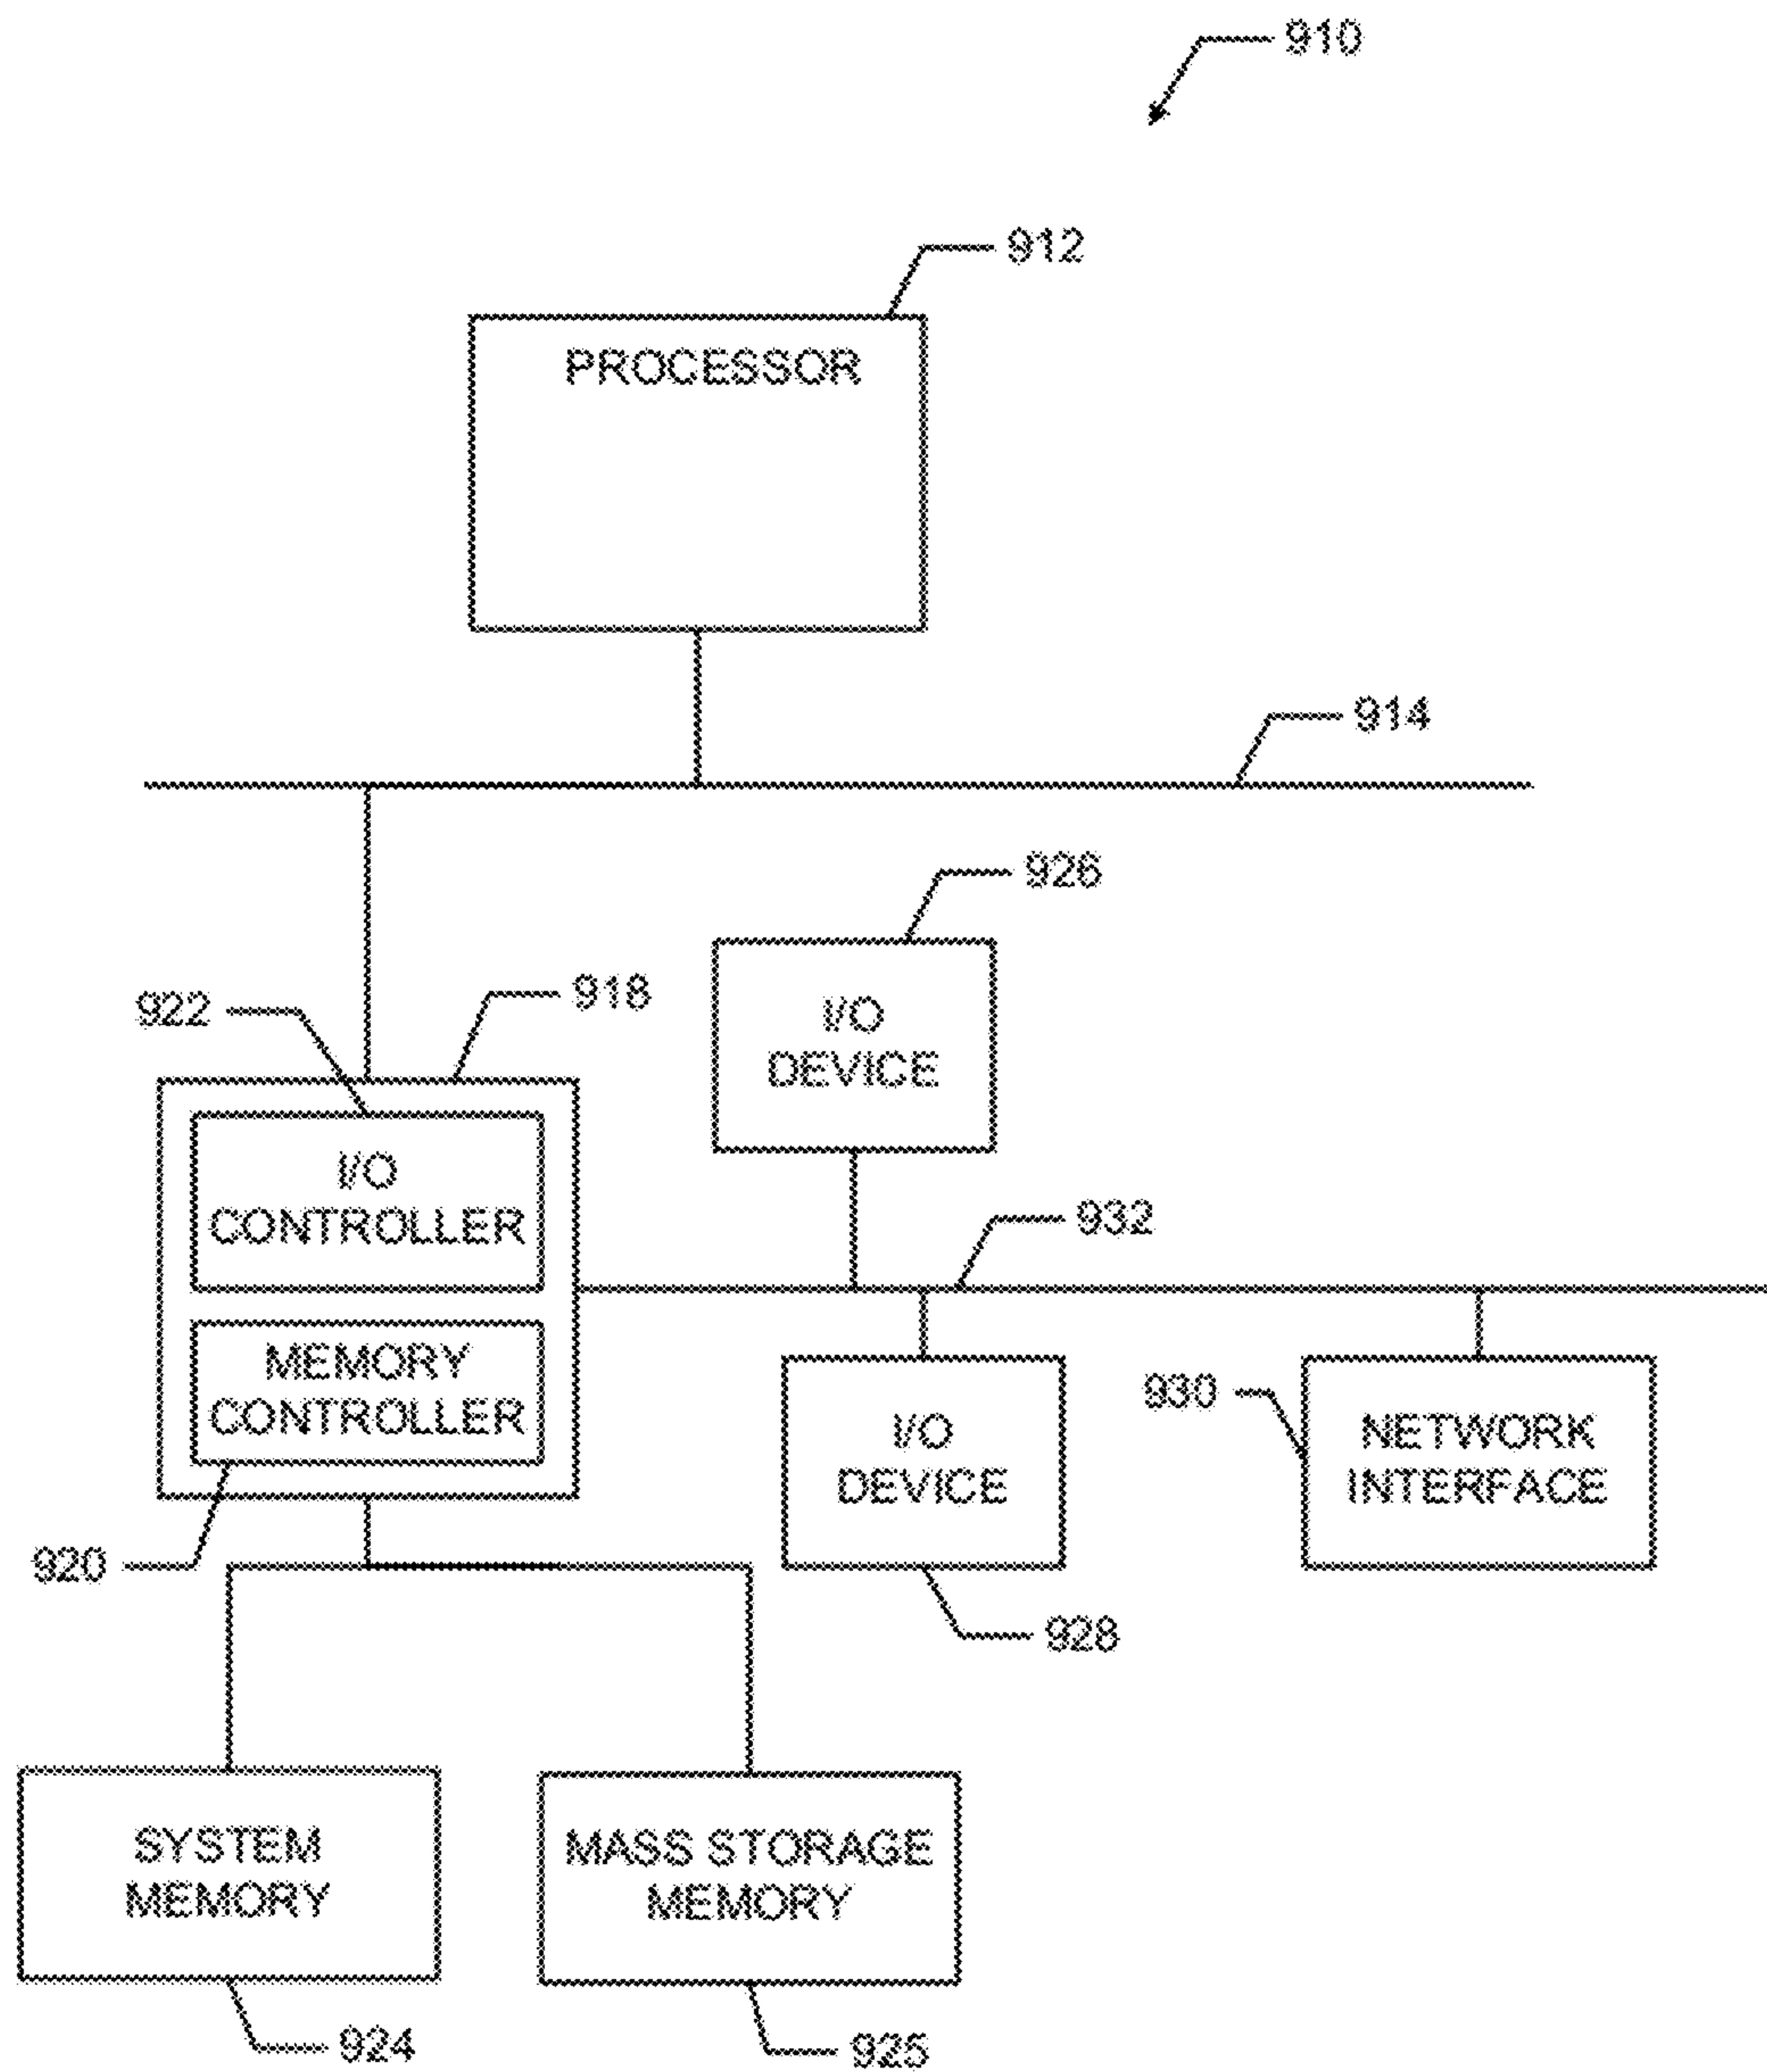 910
912
PROCESSOR
914
926
918
922
I/O
DEVICE
I/O
CONTROLLER
932
MEMORY
CONTROLLER
930
I/O
DEVICE
NETWORK
INTERFACE
920
928
SYSTEM
MEMORY
MASS STORAGE
MEMORY
924
925